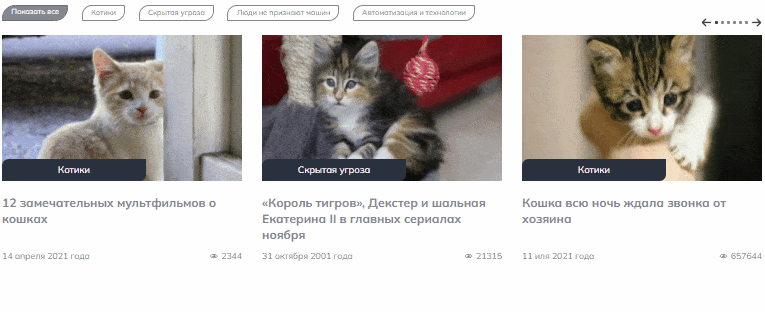 Показать все
Котики
Скрытая угроза
Люди не признают машин
Автоматизация и технологии
Котики
12 замечательных мультфильмов о
кошках
14 апреля 2021 года
2344
Скрытая угроза
«Король тигров», Декстер и шальная
Екатерина II в главных сериалах
ноября
31 октября 2001 года
21315
Котики
Кошка всю ночь ждала звонка от
хозяина
11 иля 2021 года
657644